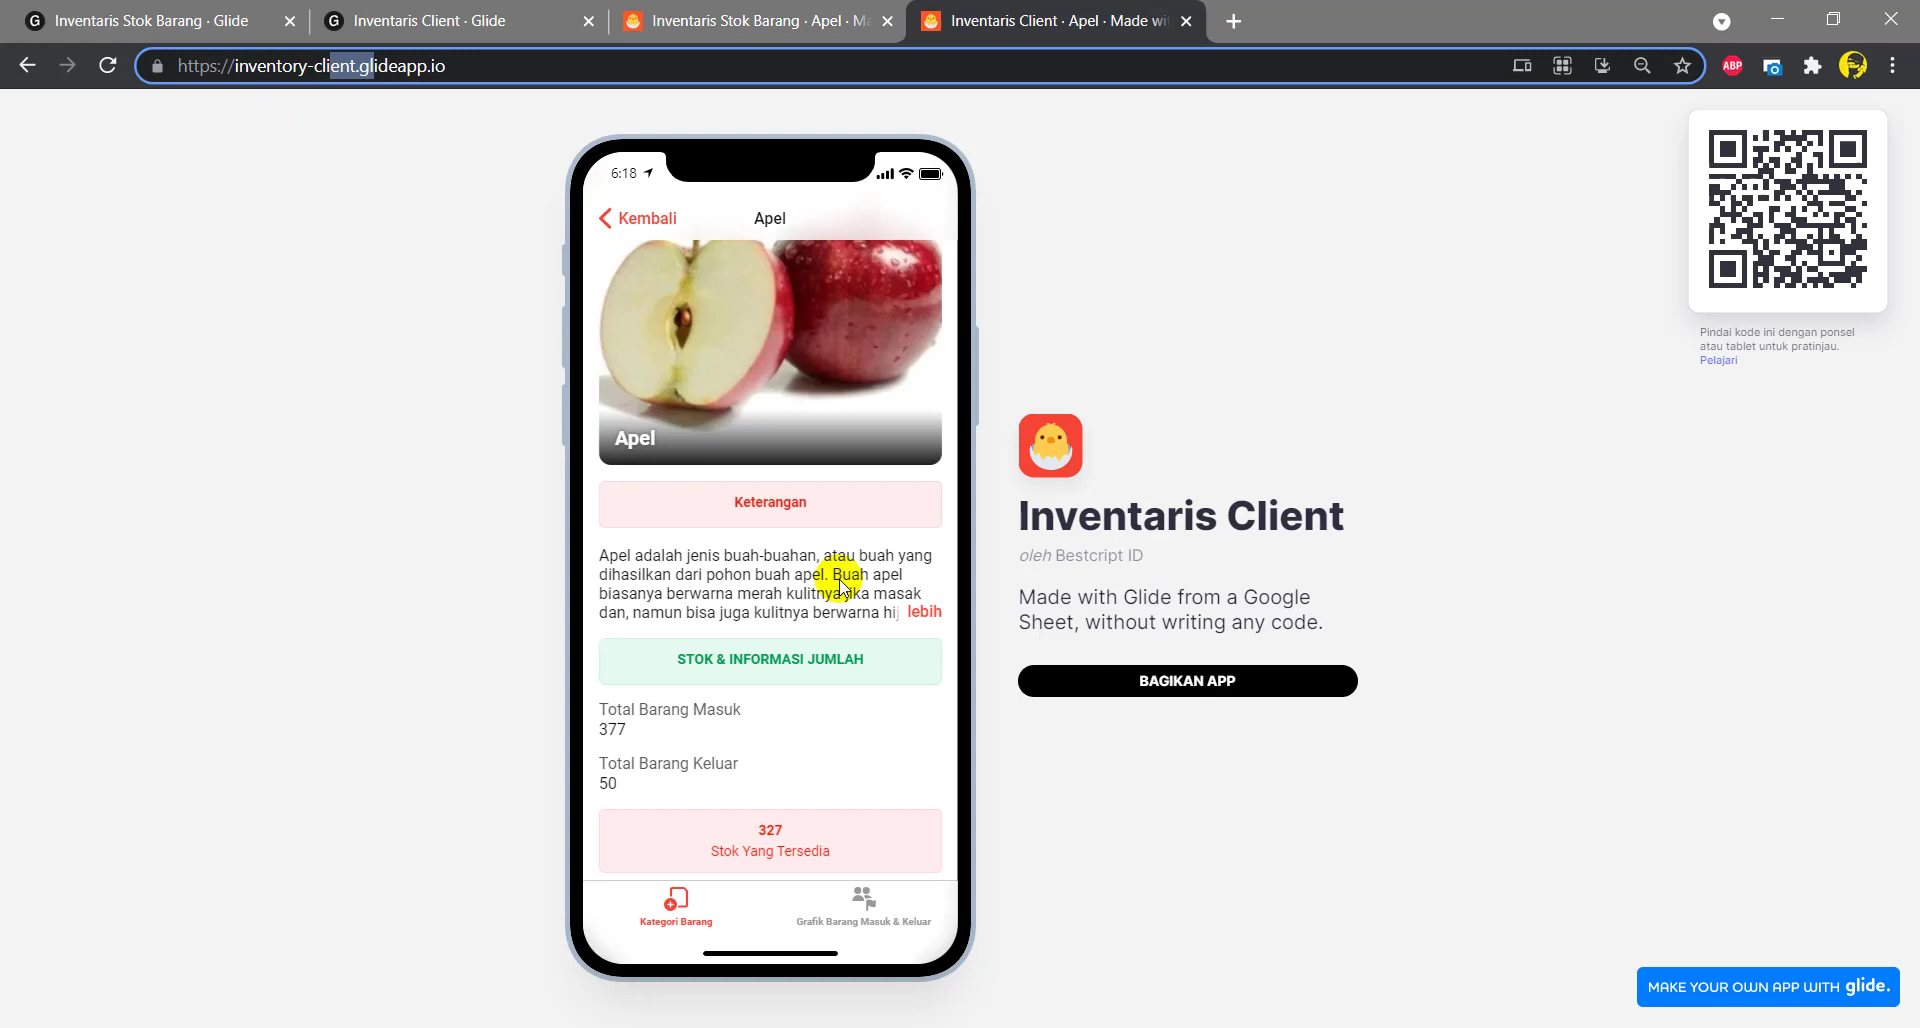 Inventaris Stok Barang · Glide
Inventaris Client · Glide
Inventaris Stok Barang · Apel · Ma
Inventaris Client · Apel · Made wi
https://inventory-client.glideapp.io
ABP
6:18
Kembali
Apel
Apel
Keterangan
Apel adalah jenis buah-buahan, atau buah yang
dihasilkan dari pohon buah apel. Buah apel
biasanya berwarna merah kulitnya jika masak
dan, namun bisa juga kulitnya berwarna hij lebih
STOK & INFORMASI JUMLAH
Total Barang Masuk
377
Total Barang Keluar
50
327
Stok Yang Tersedia
Kategori Barang
Grafik Barang Masuk & Keluar
Inventaris Client
oleh Bestcript ID
Made with Glide from a Google
Sheet, without writing any code.
BAGIKAN APP
Pindai kode ini dengan ponsel
atau tablet untuk pratinjau.
Pelajari
MAKE YOUR OWN APP WITH glide.